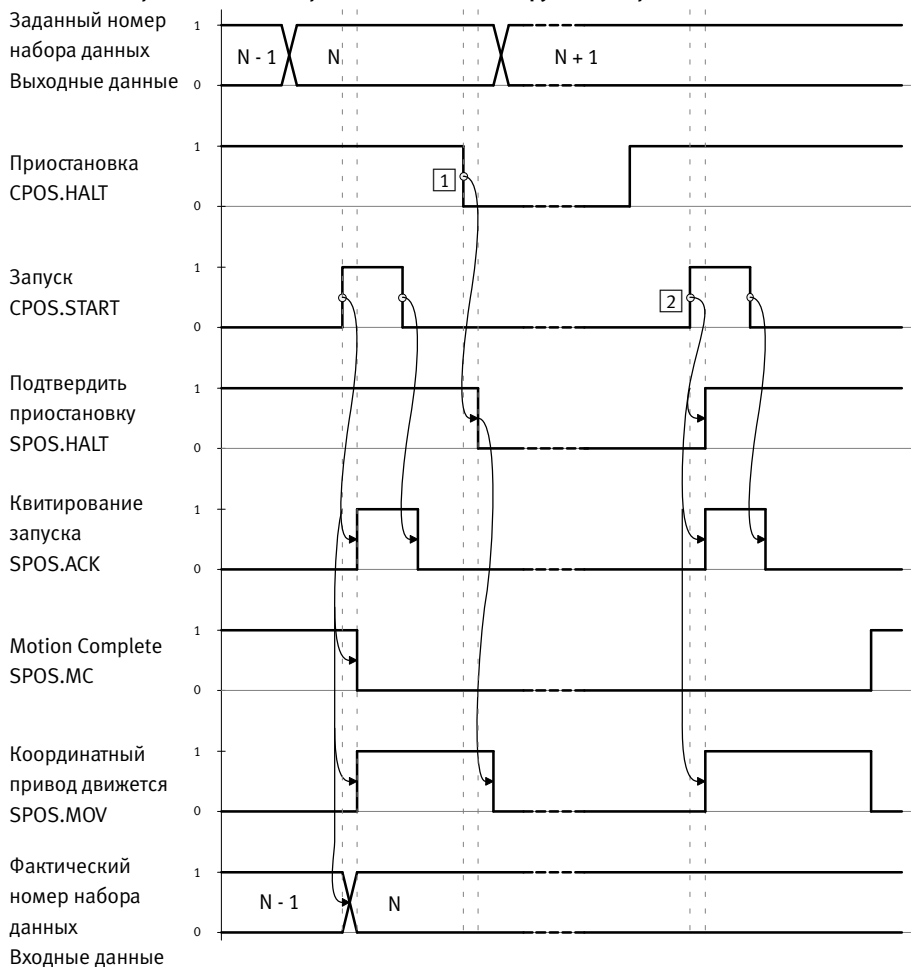 Заданный номер
набора данных
Выходные данные
1
0
N - 1
N
N + 1
Приостановка
CPOS.HALT
1
0
1
Запуск
CPOS.START
1
0
2
Подтвердить
приостановку
SPOS.HALT
1
0
Квитирование
запуска
SPOS.ACK
1
0
Motion Complete
SPOS.MC
1
0
Координатный
привод движется
SPOS.MOV
1
0
Фактический
номер набора
данных
Входные данные
1
0
N - 1
N